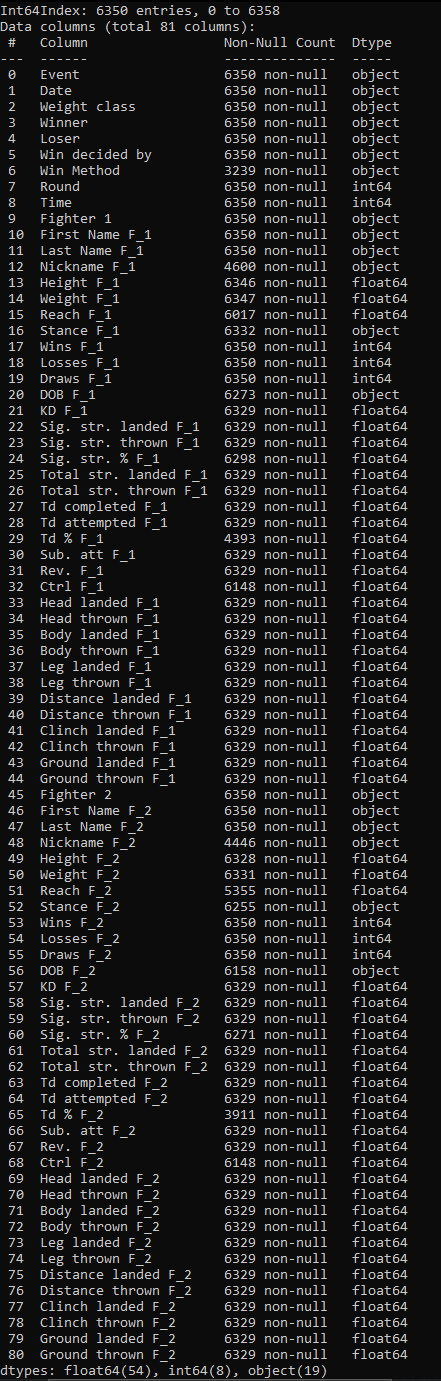 Int64Index: 6350 entries, 0 to 6358
Data columns (total 81 columns):
 #   Column                 Non-Null Count  Dtype
---  ------                 --------------  -----
 0   Event                  6350 non-null   object
 1   Date                   6350 non-null   object
 2   Weight class           6350 non-null   object
 3   Winner                 6350 non-null   object
 4   Loser                  6350 non-null   object
 5   Win decided by         6350 non-null   object
 6   Win Method             3239 non-null   object
 7   Round                  6350 non-null   int64
 8   Time                   6350 non-null   int64
 9   Fighter 1              6350 non-null   object
 10  First Name F_1         6350 non-null   object
 11  Last Name F_1          6350 non-null   object
 12  Nickname F_1           4600 non-null   object
 13  Height F_1             6346 non-null   float64
 14  Weight F_1             6347 non-null   float64
 15  Reach F_1              6017 non-null   float64
 16  Stance F_1             6332 non-null   object
 17  Wins F_1               6350 non-null   int64
 18  Losses F_1             6350 non-null   int64
 19  Draws F_1              6350 non-null   int64
 20  DOB F_1                6273 non-null   object
 21  KD F_1                 6329 non-null   float64
 22  Sig. str. landed F_1   6329 non-null   float64
 23  Sig. str. thrown F_1   6329 non-null   float64
 24  Sig. str. % F_1        6298 non-null   float64
 25  Total str. landed F_1  6329 non-null   float64
 26  Total str. thrown F_1  6329 non-null   float64
 27  Td completed F_1       6329 non-null   float64
 28  Td attempted F_1       6329 non-null   float64
 29  Td % F_1               4393 non-null   float64
 30  Sub. att F_1           6329 non-null   float64
 31  Rev. F_1               6329 non-null   float64
 32  Ctrl F_1               6148 non-null   float64
 33  Head landed F_1        6329 non-null   float64
 34  Head thrown F_1        6329 non-null   float64
 35  Body landed F_1        6329 non-null   float64
 36  Body thrown F_1        6329 non-null   float64
 37  Leg landed F_1         6329 non-null   float64
 38  Leg thrown F_1         6329 non-null   float64
 39  Distance landed F_1    6329 non-null   float64
 40  Distance thrown F_1    6329 non-null   float64
 41  Clinch landed F_1      6329 non-null   float64
 42  Clinch thrown F_1      6329 non-null   float64
 43  Ground landed F_1      6329 non-null   float64
 44  Ground thrown F_1      6329 non-null   float64
 45  Fighter 2              6350 non-null   object
 46  First Name F_2         6350 non-null   object
 47  Last Name F_2          6350 non-null   object
 48  Nickname F_2           4446 non-null   object
 49  Height F_2             6328 non-null   float64
 50  Weight F_2             6331 non-null   float64
 51  Reach F_2              5355 non-null   float64
 52  Stance F_2             6255 non-null   object
 53  Wins F_2               6350 non-null   int64
 54  Losses F_2             6350 non-null   int64
 55  Draws F_2              6350 non-null   int64
 56  DOB F_2                6158 non-null   object
 57  KD F_2                 6329 non-null   float64
 58  Sig. str. landed F_2   6329 non-null   float64
 59  Sig. str. thrown F_2   6329 non-null   float64
 60  Sig. str. % F_2        6271 non-null   float64
 61  Total str. landed F_2  6329 non-null   float64
 62  Total str. thrown F_2  6329 non-null   float64
 63  Td completed F_2       6329 non-null   float64
 64  Td attempted F_2       6329 non-null   float64
 65  Td % F_2               3911 non-null   float64
 66  Sub. att F_2           6329 non-null   float64
 67  Rev. F_2               6329 non-null   float64
 68  Ctrl F_2               6148 non-null   float64
 69  Head landed F_2        6329 non-null   float64
 70  Head thrown F_2        6329 non-null   float64
 71  Body landed F_2        6329 non-null   float64
 72  Body thrown F_2        6329 non-null   float64
 73  Leg landed F_2         6329 non-null   float64
 74  Leg thrown F_2         6329 non-null   float64
 75  Distance landed F_2    6329 non-null   float64
 76  Distance thrown F_2    6329 non-null   float64
 77  Clinch landed F_2      6329 non-null   float64
 78  Clinch thrown F_2      6329 non-null   float64
 79  Ground landed F_2      6329 non-null   float64
 80  Ground thrown F_2      6329 non-null   float64
dtypes: float64(54), int64(8), object(19)